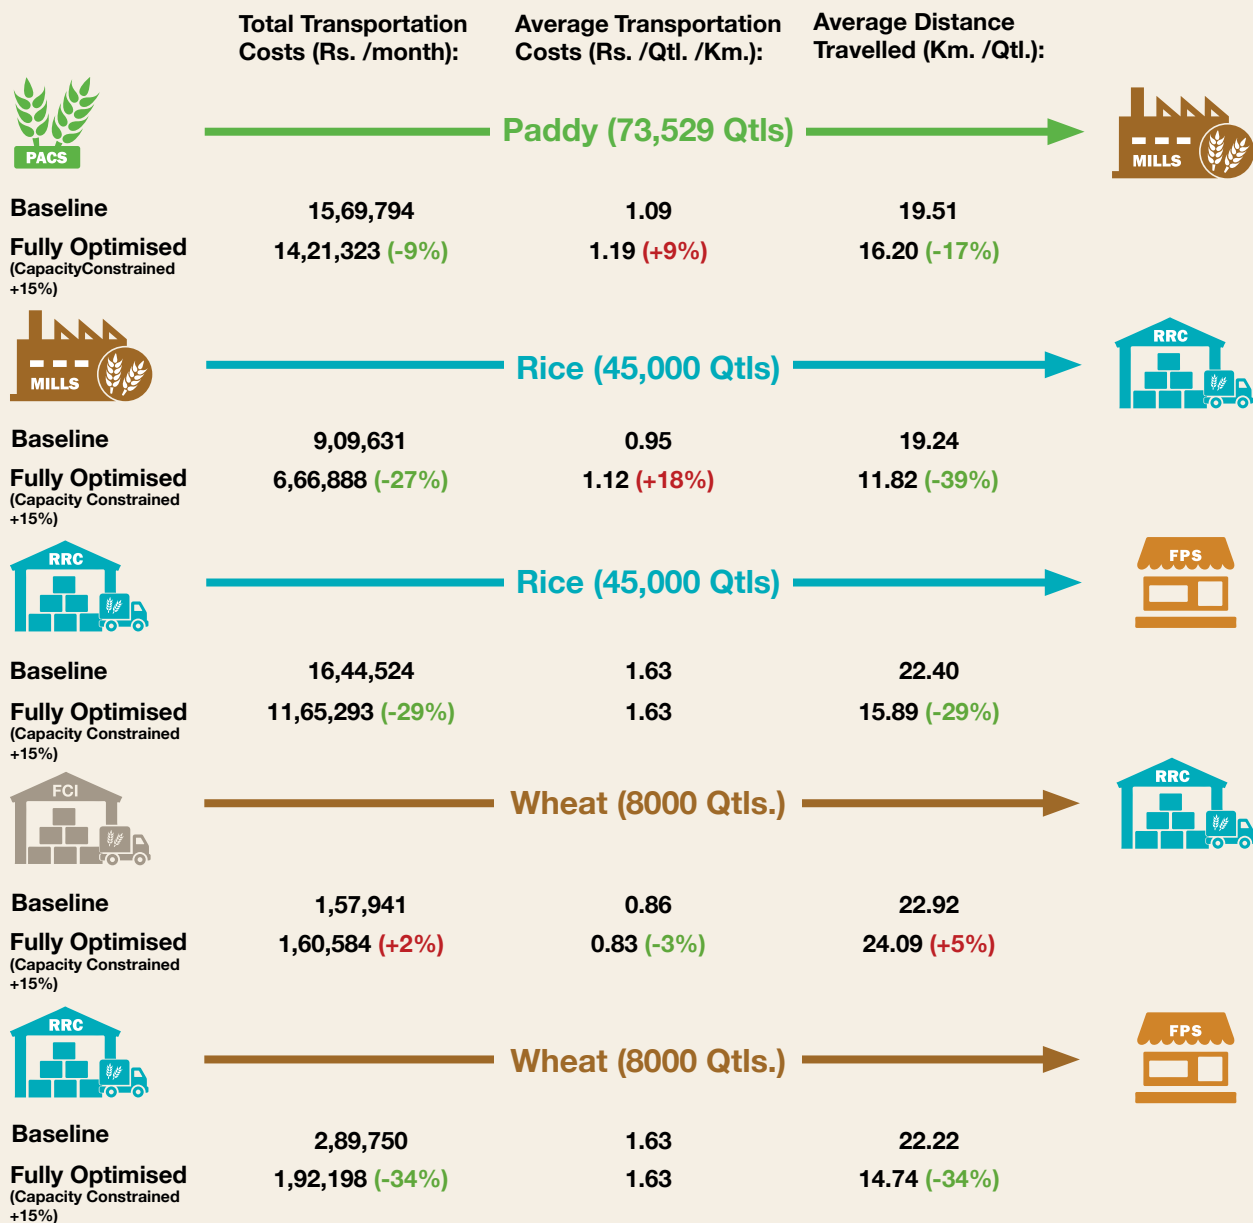 Total Transportation
Costs (Rs. /month):
Average Transportation
Costs (Rs. /Qtl. /Km.):
Average Distance
Travelled (Km. /Qtl.):
PACS
Paddy (73,529 Qtls)
MILLS
Baseline
15,69,794
1.09
19.51
Fully Optimised
(CapacityConstrained
+15%)
14,21,323 (-9%)
1.19 (+9%)
16.20 (-17%)
MILLS
Rice (45,000 Qtls)
RRC
Baseline
9,09,631
0.95
19.24
Fully Optimised
(Capacity Constrained
+15%)
6,66,888 (-27%)
1.12 (+18%)
11.82 (-39%)
RRC
Rice (45,000 Qtls)
FPS
Baseline
16,44,524
1.63
22.40
Fully Optimised
(Capacity Constrained
+15%)
11,65,293 (-29%)
1.63
15.89 (-29%)
FCI
Wheat (8000 Qtls.)
RRC
Baseline
1,57,941
0.86
22.92
Fully Optimised
(Capacity Constrained
+15%)
1,60,584 (+2%)
0.83 (-3%)
24.09 (+5%)
RRC
Wheat (8000 Qtls.)
FPS
Baseline
2,89,750
1.63
22.22
Fully Optimised
(Capacity Constrained
+15%)
1,92,198 (-34%)
1.63
14.74 (-34%)